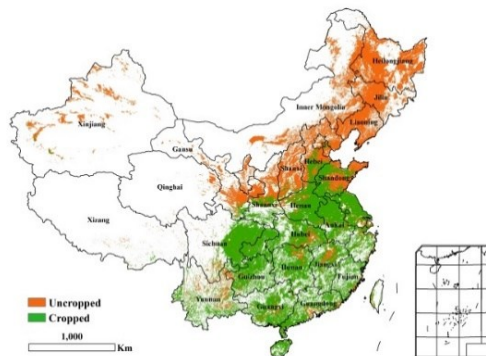 Heilongjiang
Jilin
Inner Mongolia
Liaoning
Xinjiang
Gansu
Hebei
Shanxi
Shandong
Qinghai
Shaanxi
Henan
Xizang
Anhui
Sichuan
Hubei
Hunan
Jiangxi
Guizhou
Fujian
Yunnan
Guangxi
Guangdong
Uncropped
Cropped
1,000
Km